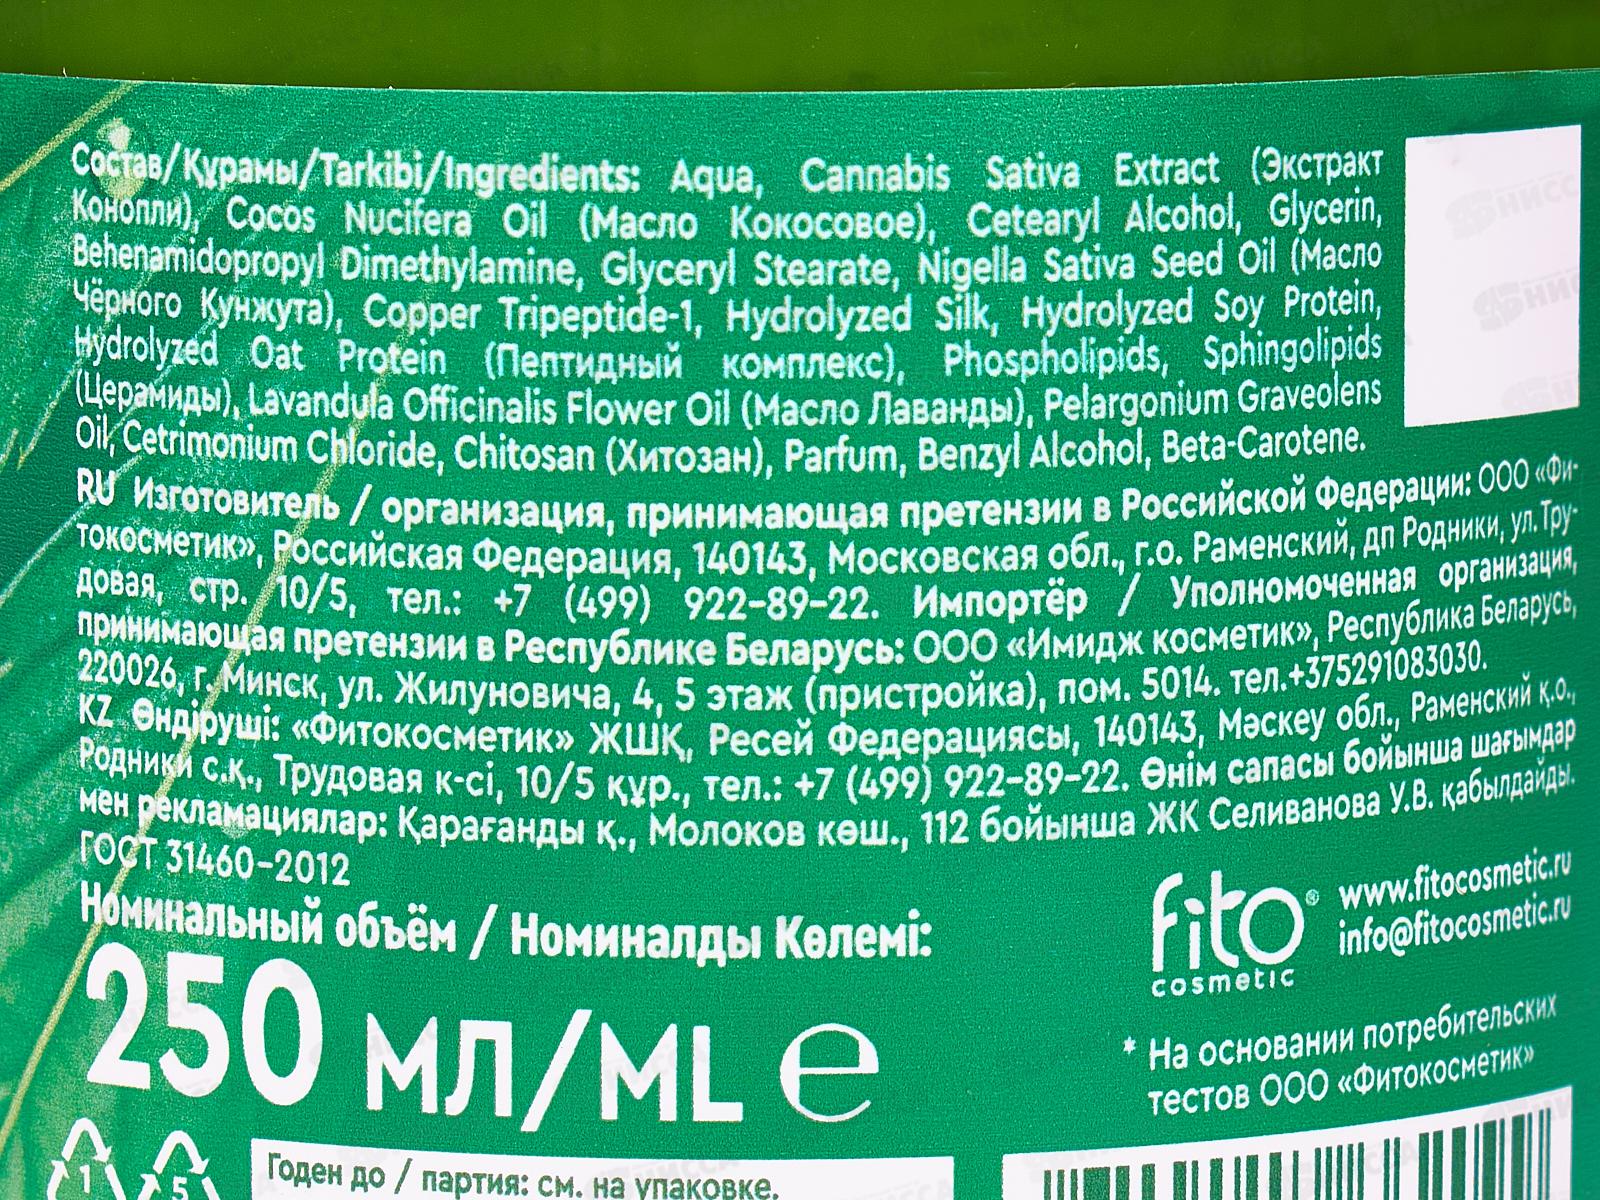 Состав/Құрамы/Tarkibi/Ingredients: Aqua, Cannabis Sativa Extract (Экстракт
Конопли), Cocos Nucifera Oil (Масло Кокосовое), Cetearyl Alcohol, Glycerin,
Behenamidopropyl Dimethylamine, Glyceryl Stearate, Nigella Sativa Seed Oil (Масло
Чёрного Кунжута), Copper Tripeptide-1, Hydrolyzed Silk, Hydrolyzed Soy Protein,
Hydrolyzed Oat Protein (Пептидный комплекс), Phospholipids, Sphingolipids
(Церамиды), Lavandula Officinalis Flower Oil (Масло Лаванды), Pelargonium Graveolens
Oil, Cetrimonium Chloride, Chitosan (Хитозан), Parfum, Benzyl Alcohol, Beta-Carotene.
RU Изготовитель / организация, принимающая претензии в Российской Федерации: ООО «Фи-
токосметик», Российская Федерация, 140143, Московская обл., г.о. Раменский, дп Родники, ул. Тру-
довая, стр. 10/5, тел.: +7 (499) 922-89-22. Импортёр / Уполномоченная организация,
принимающая претензии в Республике Беларусь: ООО «Имидж косметик», Республика Беларусь,
220026, г. Минск, ул. Жилуновича, 4, 5 этаж (пристройка), пом. 5014. тел.+375291083030.
KZ Өндіруші: «Фитокосметик» ЖШҚ, Ресей Федерациясы, 140143, Мәскеу обл., Раменский қ.о.,
Родники с.қ., Трудовая к-сі, 10/5 құр., тел.: +7 (499) 922-89-22. Өнім сапасы бойынша шағымдар
мен рекламациялар: Қарағанды қ., Молоков көш., 112 бойынша ЖК Селиванова У.В. қабылдайды.
ГОСТ 31460-2012
Номинальный объём / Номиналды Көлемі:
250 МЛ/ML e
fito®
cosmetic
www.fitocosmetic.ru
info@fitocosmetic.ru
* На основании потребительских
тестов ООО «Фитокосметик»
1
5
Годен до / партия: см. на упаковке.